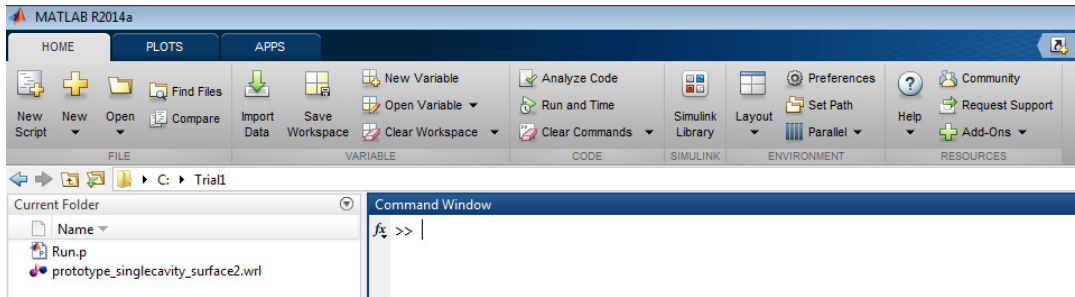 MATLAB R2014a
HOME PLOTS APPS
New Script
New
Open
Find Files
Compare
FILE
Import Data
Save Workspace
New Variable
Open Variable
Clear Workspace
VARIABLE
Analyze Code
Run and Time
Clear Commands
CODE
Simulink Library
SIMULINK
Layout
Preferences
Set Path
Parallel
ENVIRONMENT
Help
Community
Request Support
Add-Ons
RESOURCES
C: Trial1
Current Folder
Name
Run.p
prototype_singlecavity_surface2.wrl
Command Window
fx >>